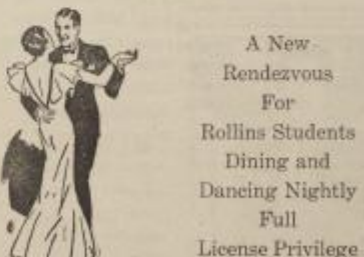 A New
Rendezvous
For
Rollins Students
Dining and
Dancing Nightly
Full
License Privilege